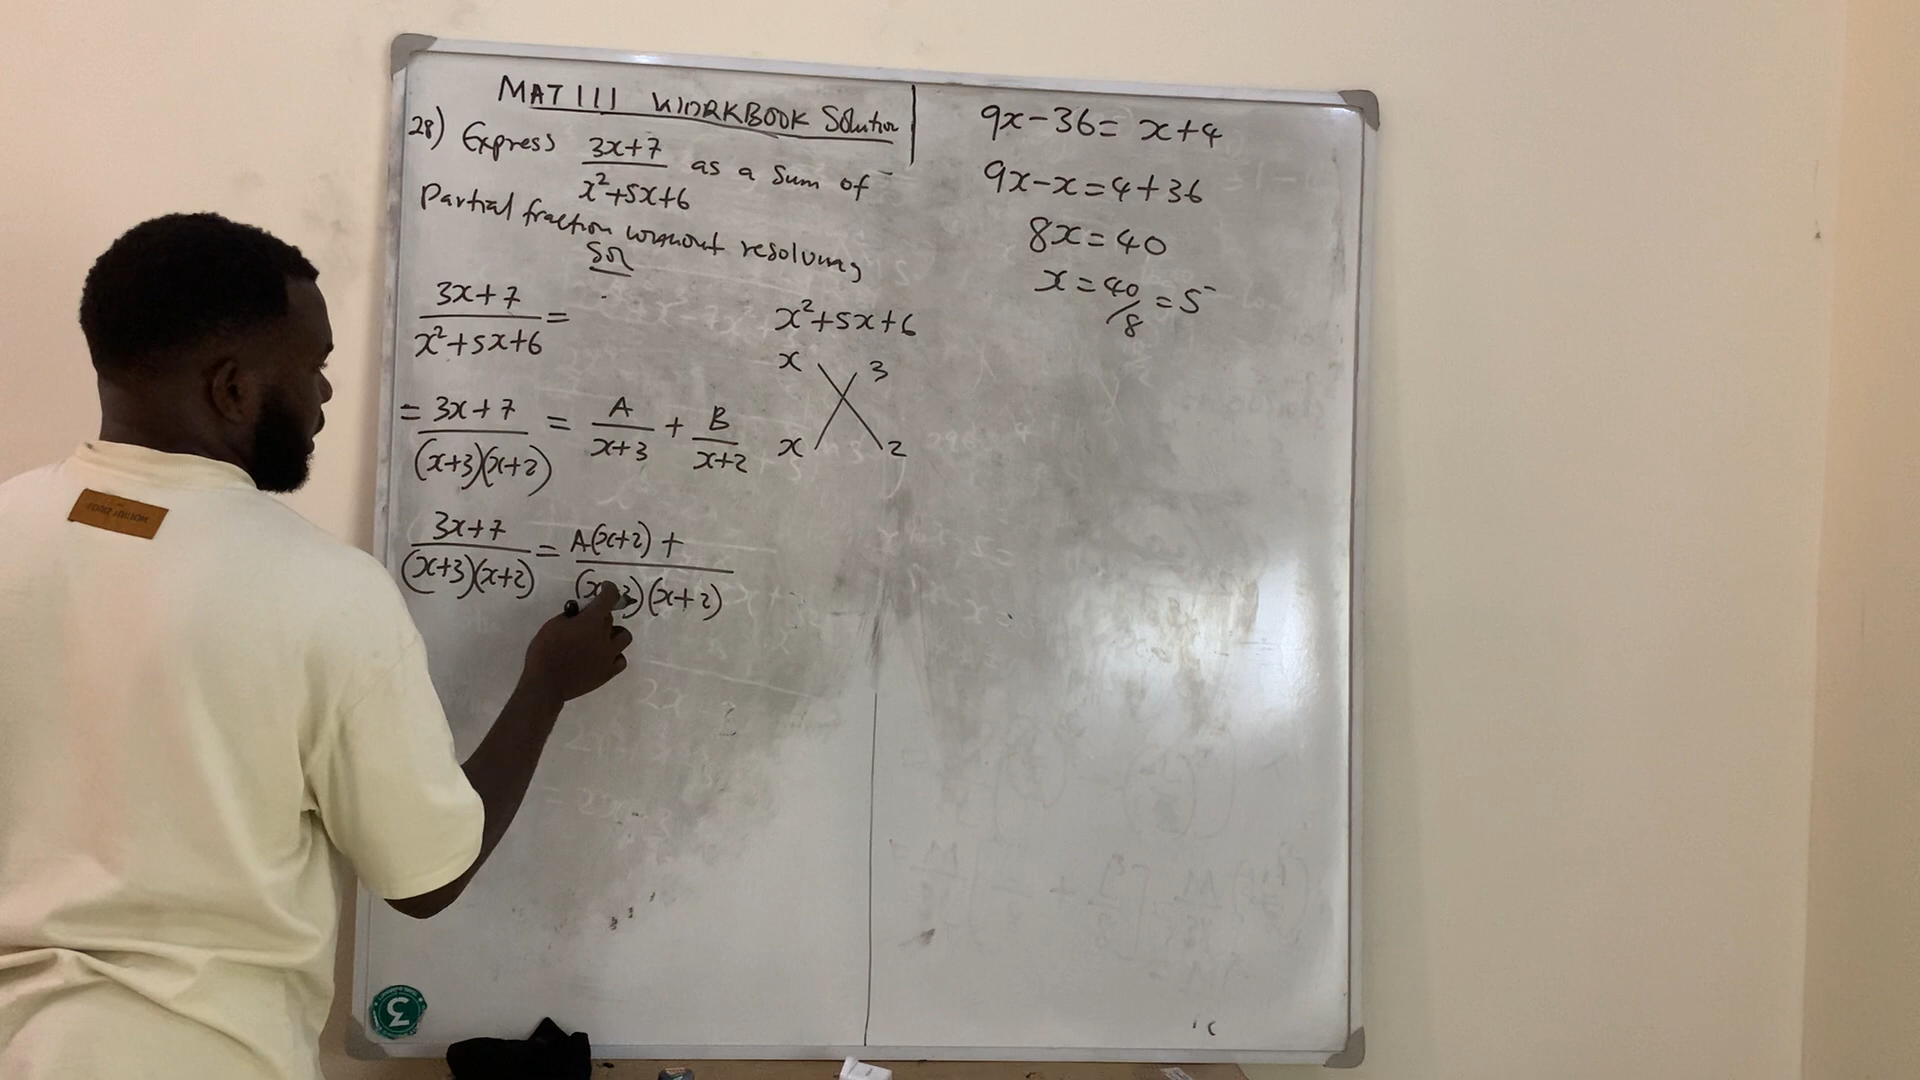 MAT 111 WORKBOOK Solution
28) Express 3x+7 / x²+5x+6 as a sum of
Partial fraction without resolving
Sol
3x+7 / x²+5x+6 =
= 3x+7 / (x+3)(x+2) = A / x+3 + B / x+2
3x+7 / (x+3)(x+2) = A(x+2) + / (x+3)(x+2)
x²+5x+6
x 3
x 2
9x-36= x+4
9x-x=4+36
8x=40
x=40/8=5